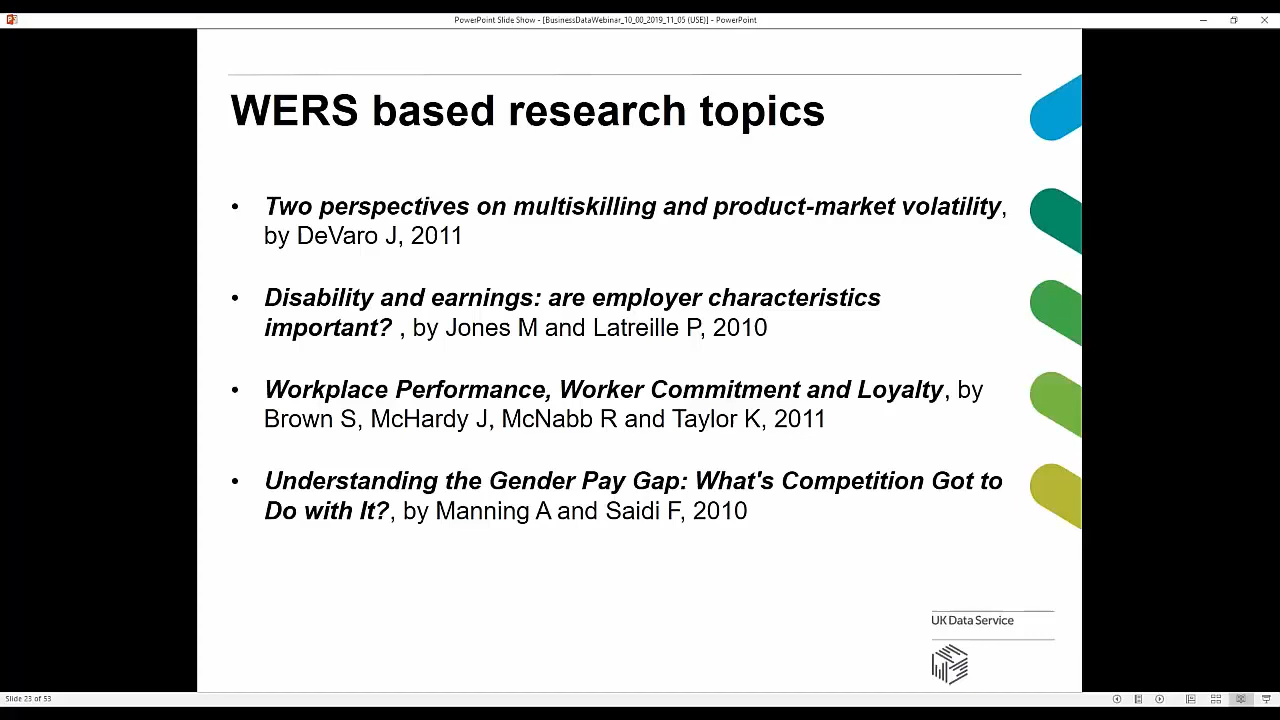 PowerPoint Slide Show - [BusinessDataWebinar_10_00_2019_11_05 (USE)] - PowerPoint
WERS based research topics
• Two perspectives on multiskilling and product-market volatility,
by DeVaro J, 2011
• Disability and earnings: are employer characteristics
important? , by Jones M and Latreille P, 2010
• Workplace Performance, Worker Commitment and Loyalty, by
Brown S, McHardy J, McNabb R and Taylor K, 2011
• Understanding the Gender Pay Gap: What's Competition Got to
Do with It?, by Manning A and Saidi F, 2010
UK Data Service
Slide 23 of 53